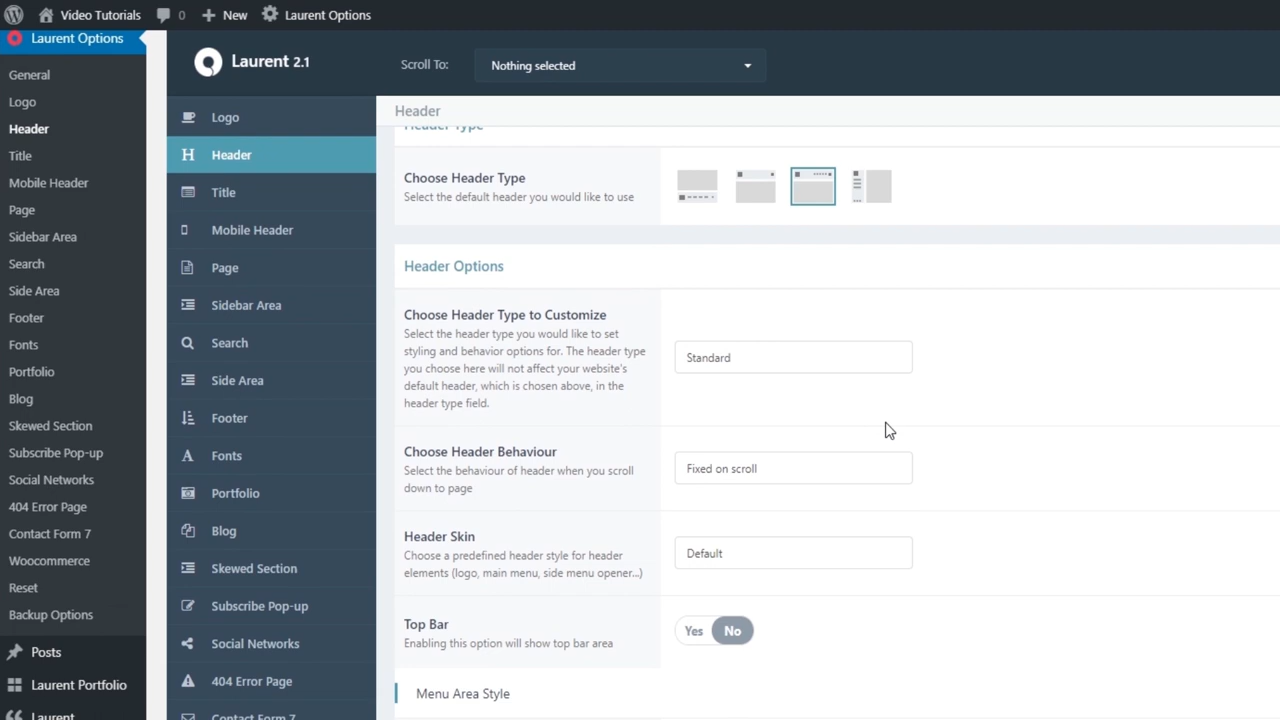 Video Tutorials
0
New
Laurent Options
Laurent Options
General
Logo
Header
Title
Mobile Header
Page
Sidebar Area
Search
Side Area
Footer
Fonts
Portfolio
Blog
Skewed Section
Subscribe Pop-up
Social Networks
404 Error Page
Contact Form 7
Woocommerce
Reset
Backup Options
Posts
Laurent Portfolio
Laurent
Laurent 2.1
Scroll To:
Nothing selected
Logo
Header
Title
Mobile Header
Page
Sidebar Area
Search
Side Area
Footer
Fonts
Portfolio
Blog
Skewed Section
Subscribe Pop-up
Social Networks
404 Error Page
Contact Form 7
Header
Header Type
Choose Header Type
Select the default header you would like to use
Header Options
Choose Header Type to Customize
Select the header type you would like to set
styling and behavior options for. The header type
you choose here will not affect your website's
default header, which is chosen above, in the
header type field.
Standard
Choose Header Behaviour
Select the behaviour of header when you scroll
down to page
Fixed on scroll
Header Skin
Choose a predefined header style for header
elements (logo, main menu, side menu opener...)
Default
Top Bar
Enabling this option will show top bar area
Yes No
Menu Area Style